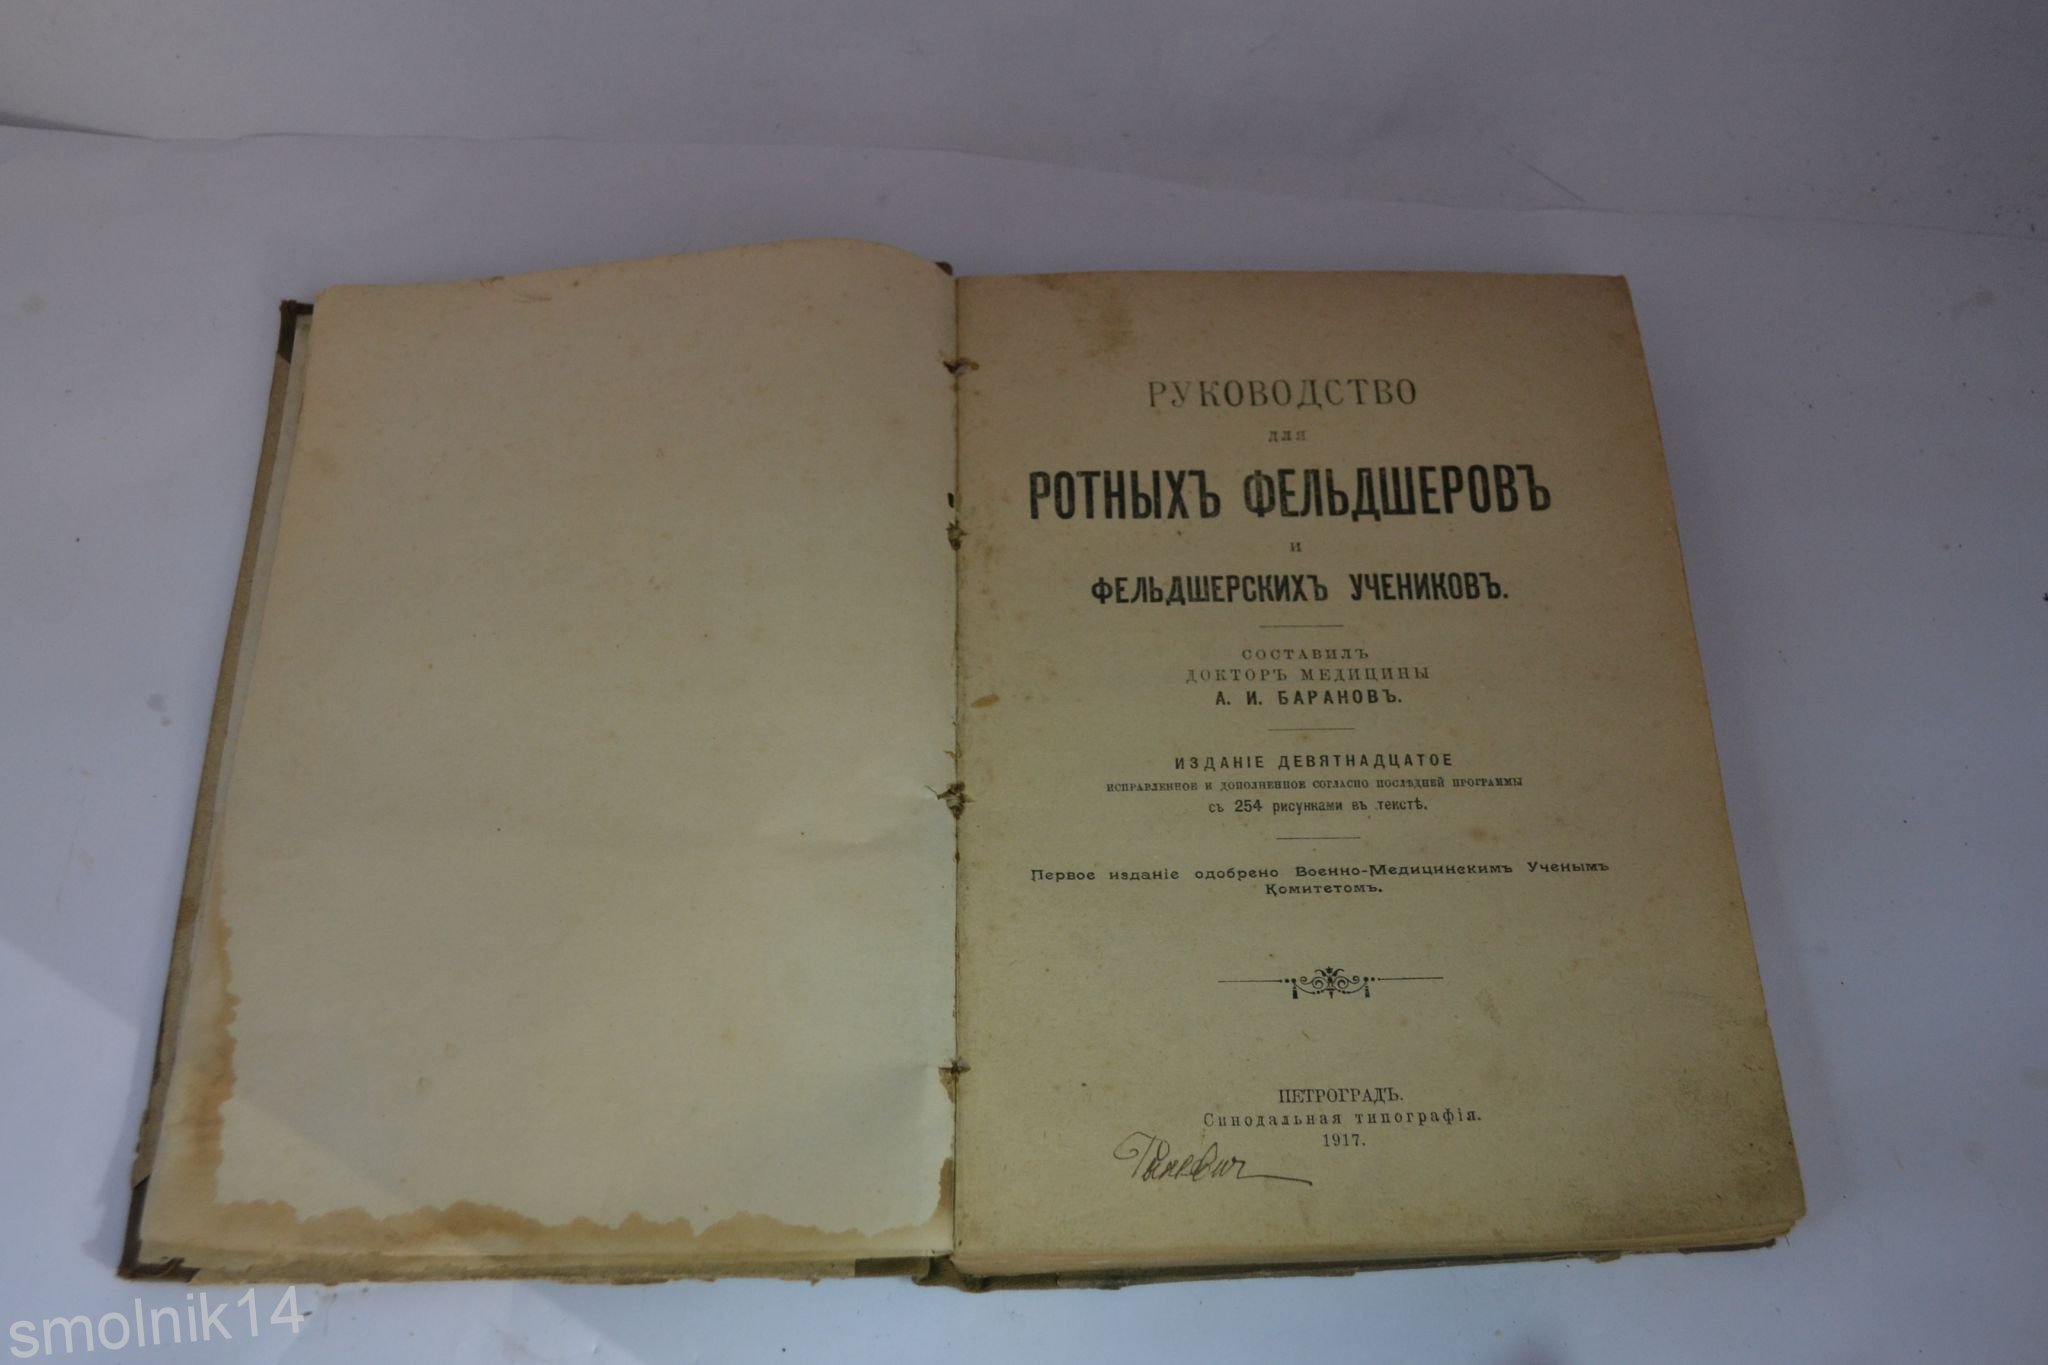 РУКОВОДСТВО
для
РОТНЫХЪ ФЕЛЬДШЕРОВЪ
и
ФЕЛЬДШЕРСКИХЪ УЧЕНИКОВЪ.
СОСТАВИЛЪ
ДОКТОРЪ МЕДИЦИНЫ
А. И. БАРАНОВЪ.
ИЗДАНІЕ ДЕВЯТНАДЦАТОЕ
ИСПРАВЛЕННОЕ И ДОПОЛНЕННОЕ СОГЛАСНО ПОСЛѢДНЕЙ ПРОГРАММЫ
съ 254 рисунками въ текстѣ.
Первое изданіе одобрено Военно-Медицинскимъ Ученымъ
Комитетомъ.
ПЕТРОГРАДЪ.
Синодальная типографія.
1917.
smolnik14